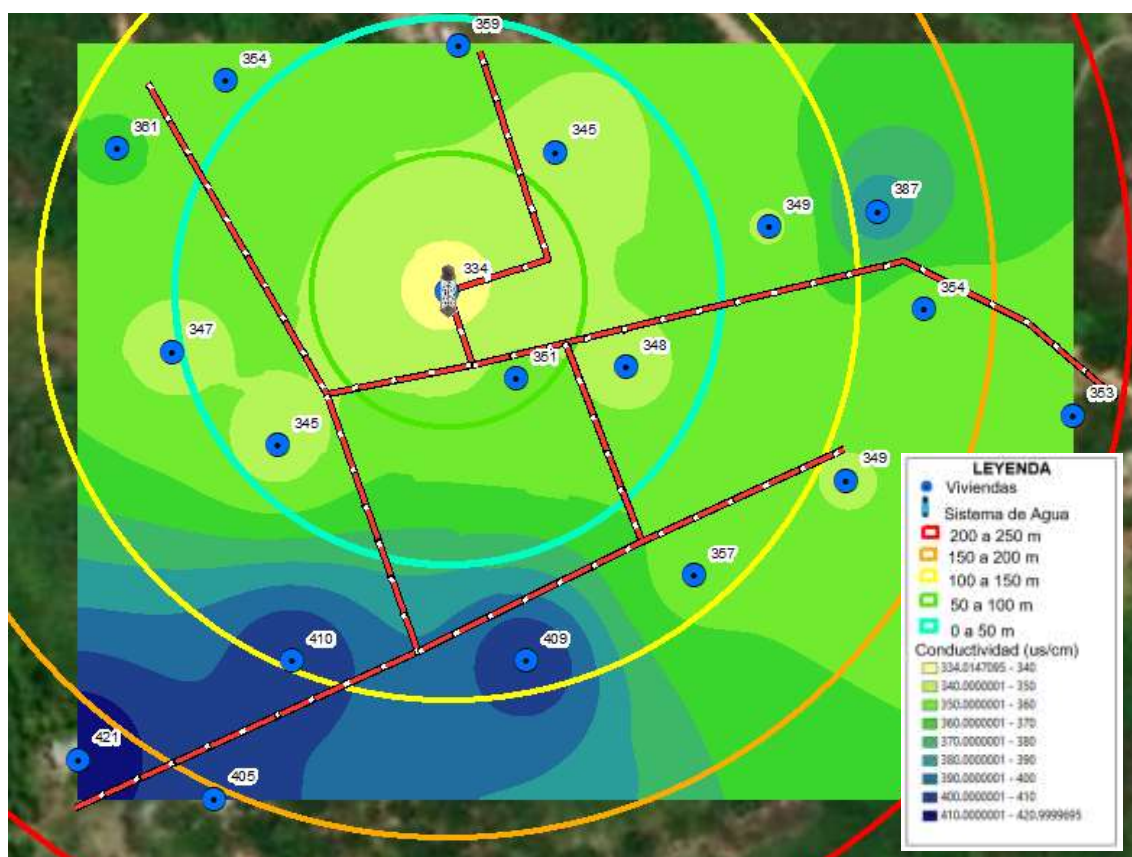 359
354
361
345
349
387
334
354
347
351
348
353
345
349
357
410
409
421
405
LEYENDA
Viviendas
Sistema de Agua
200 a 250 m
150 a 200 m
100 a 150 m
50 a 100 m
0 a 50 m
Conductividad (us/cm)
334.0147095 - 340
340.0000001 - 350
350.0000001 - 360
360.0000001 - 370
370.0000001 - 380
380.0000001 - 390
390.0000001 - 400
400.0000001 - 410
410.0000001 - 420.9999695